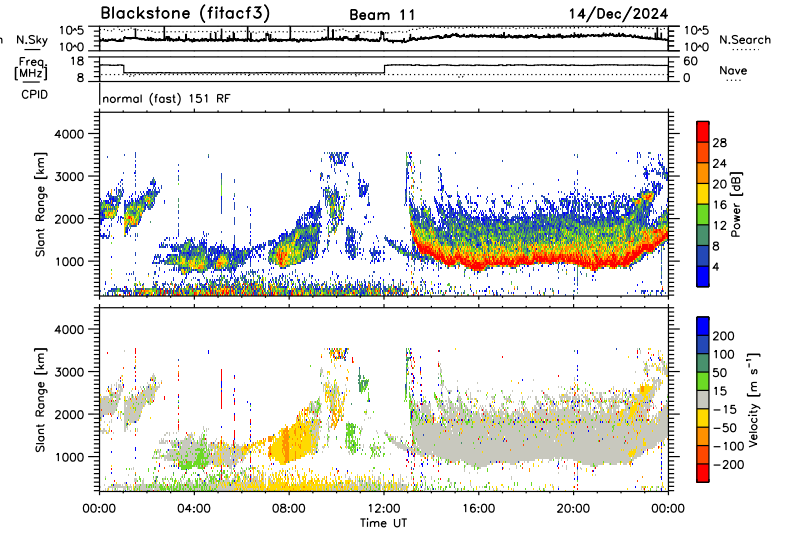 Blackstone (fitacf3) Beam 11 14/Dec/2024
N.Sky 10^5 10^0 10^5 10^0 N.Search
Freq. [MHz] 18 8 60 0 Nave
CPID normal (fast) 151 RF
Slant Range [km] 4000 3000 2000 1000
28 24 20 16 12 8 4 Power [dB]
Slant Range [km] 4000 3000 2000 1000
200 100 50 15 -15 -50 -100 -200 Velocity [m s⁻¹]
00:00 04:00 08:00 12:00 16:00 20:00 00:00
Time UT